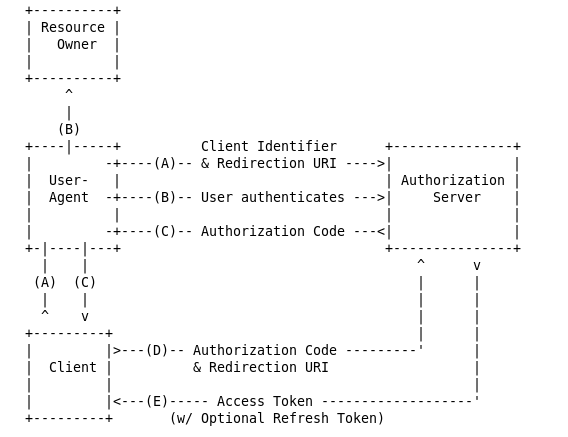 +----------+
| Resource |
|   Owner  |
|          |
+----------+
     ^
     |
    (B)
+----|-----+          Client Identifier      +---------------+
|         -+----(A)-- & Redirection URI ---->|               |
|  User-   |                                 | Authorization |
|  Agent  -+----(B)-- User authenticates --->|     Server    |
|          |                                 |               |
|         -+----(C)-- Authorization Code ---<|               |
+-|----|---+                                 +---------------+
  |    |                                         ^      v
 (A)  (C)                                        |      |
  |    |                                         |      |
  ^    v                                         |      |
+---------+                                      |      |
|         |>---(D)-- Authorization Code ---------'      |
|  Client |          & Redirection URI                  |
|         |                                             |
|         |<---(E)----- Access Token -------------------'
+---------+       (w/ Optional Refresh Token)